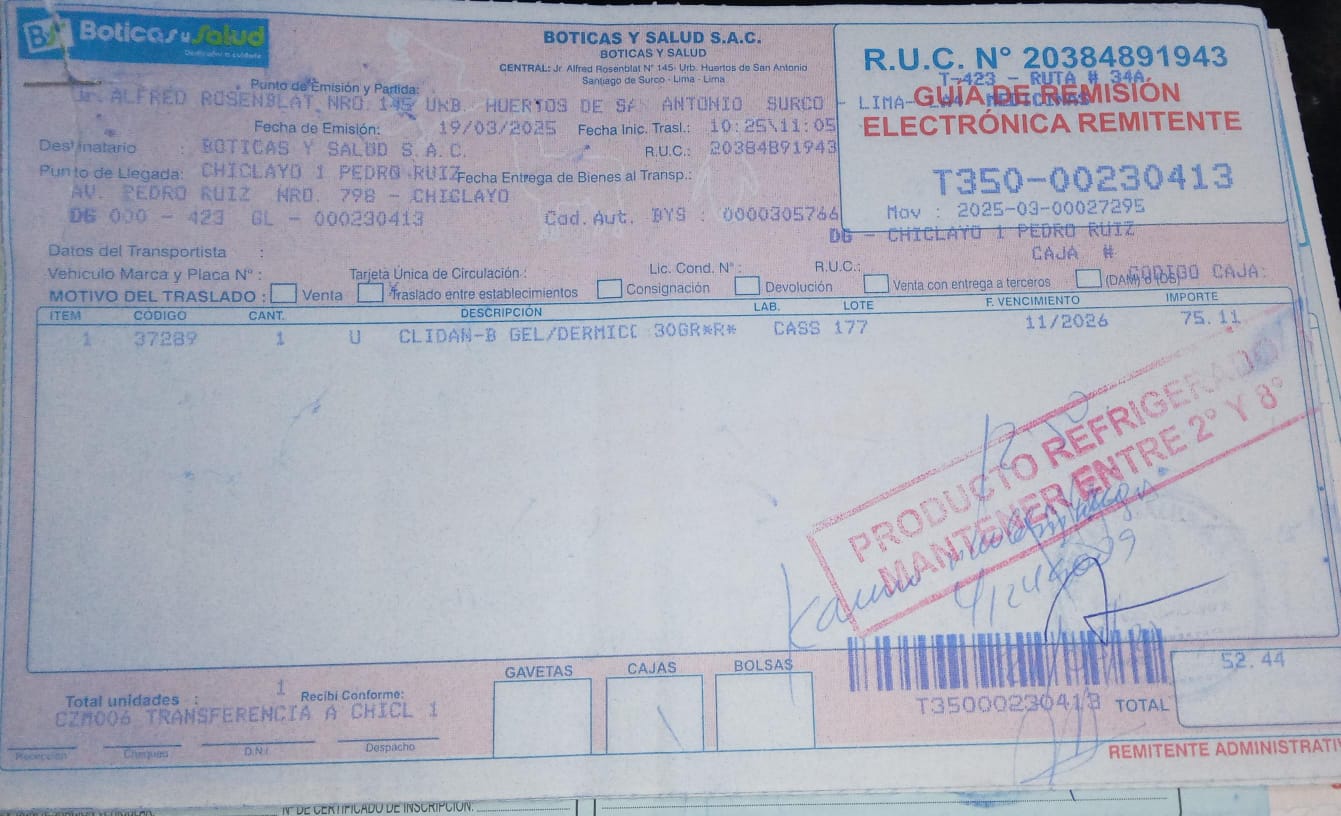 Boticas y Salud
BOTICAS Y SALUD S.A.C.
BOTICAS Y SALUD
CENTRAL: Jr. Alfred Rosenblat N° 145- Urb. Huertos de San Antonio
Santiago de Surco - Lima - Lima
R.U.C. N° 20384891943
T-423 - RUTA # 34A
GUÍA DE REMISIÓN
ELECTRÓNICA REMITENTE
T350-00230413
Mov : 2025-03-00027295
Punto de Emisión y Partida:
Jr. ALFRED ROSENBLAT NRO. 145 URB. HUERTOS DE SAN ANTONIO SURCO - LIMA-
Fecha de Emisión: 19/03/2025 Fecha Inic. Trasl.: 10:25\11:05
Destinatario : BOTICAS Y SALUD S.A.C. R.U.C.: 20384891943
Punto de Llegada: CHICLAYO 1 PEDRO RUIZ Fecha Entrega de Bienes al Transp.:
AV. PEDRO RUIZ NRO. 798 - CHICLAYO
DG 000 - 423 GL - 000230413 Cad. Aut. BYS : 0000305766
DG - CHICLAYO 1 PEDRO RUIZ
Datos del Transportista :
CAJA #
Vehículo Marca y Placa N° : Tarjeta Única de Circulación : Lic. Cond. N° : R.U.C.:
CODIGO CAJA:
MOTIVO DEL TRASLADO : Venta Traslado entre establecimientos Consignación Devolución Venta con entrega a terceros
ITEM CÓDIGO CANT. DESCRIPCIÓN LAB. LOTE F. VENCIMIENTO IMPORTE
1 37289 1 U CLIDAN-B GEL/DERMICO 30GR*R* CASS 177 11/2026 75.11
PRODUCTO REFRIGERADO
MANTENER ENTRE 2° Y 8°
GAVETAS CAJAS BOLSAS
52.44
Total unidades : 1 Recibí Conforme:
CZM006 TRANSFERENCIA A CHICL 1
T35000230413 TOTAL
Recepción Chequeo D.N.I. Despacho
REMITENTE ADMINISTRATI
N° DE CERTIFICADO DE INSCRIPCION: